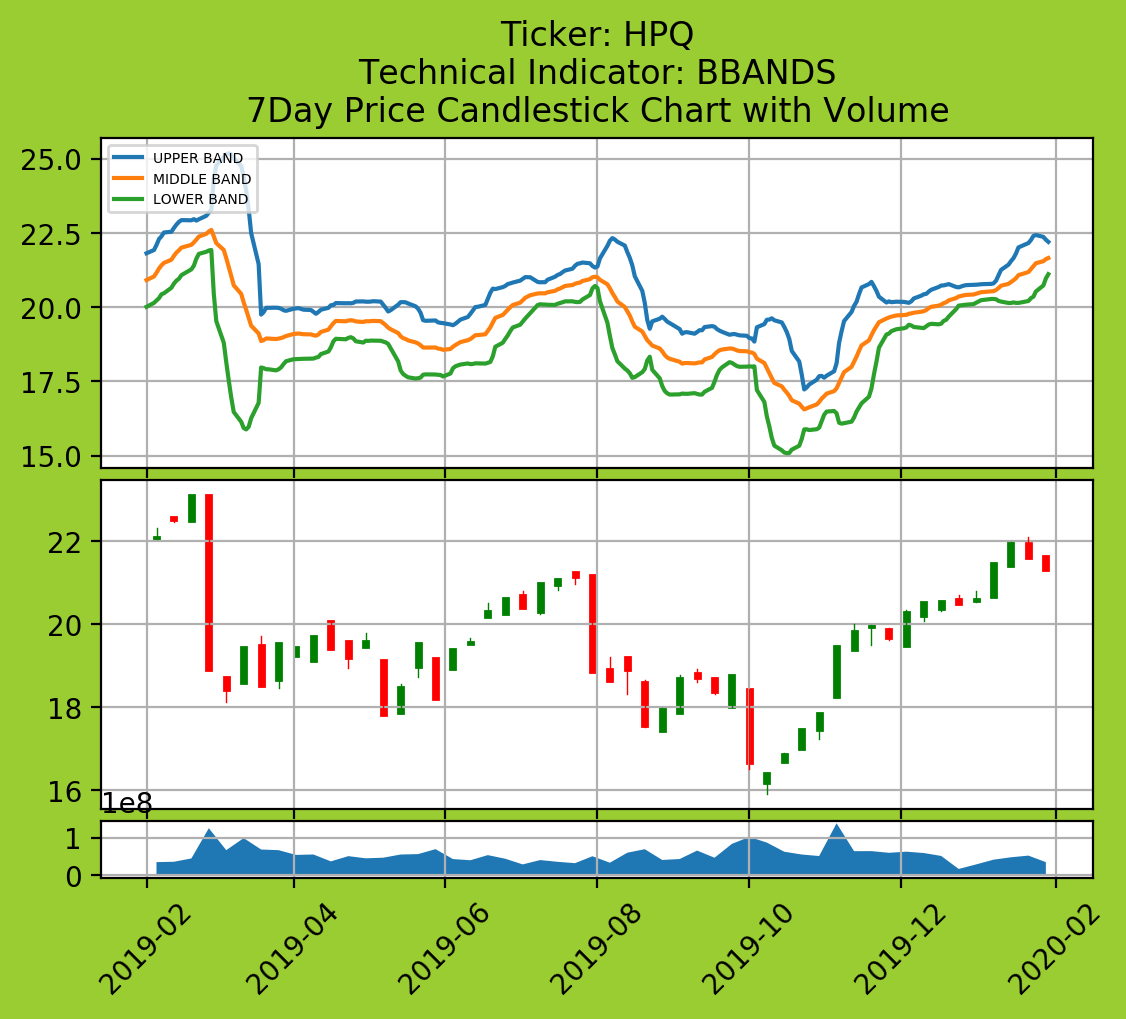 Ticker: HPQ
Technical Indicator: BBANDS
7Day Price Candlestick Chart with Volume
25.0
22.5
20.0
17.5
15.0
UPPER BAND
MIDDLE BAND
LOWER BAND
22
20
18
16
1e8
1
0
2019-02
2019-04
2019-06
2019-08
2019-10
2019-12
2020-02